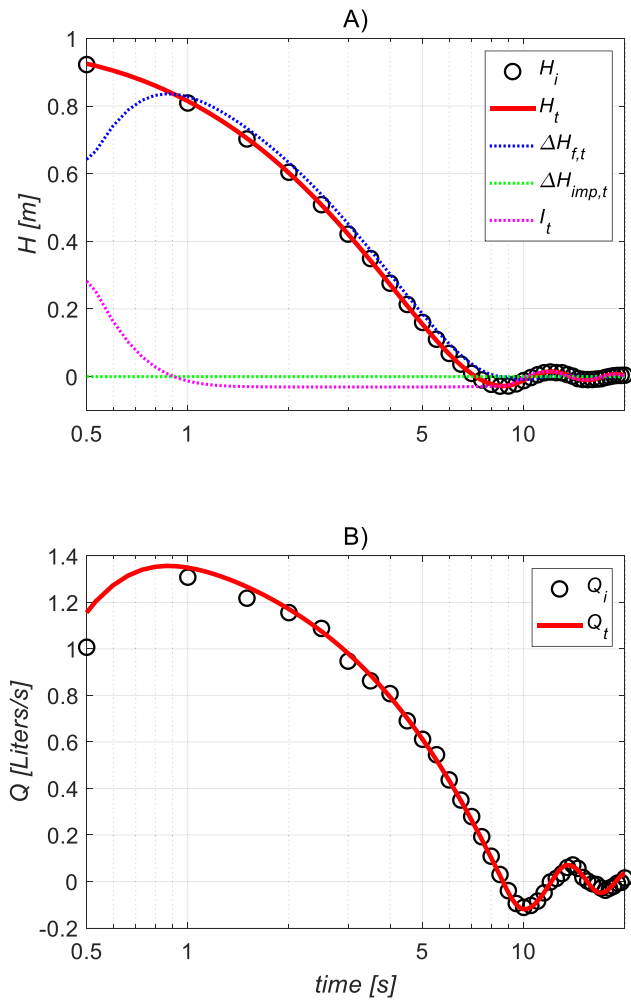 A)
H [m]
1
0.8
0.6
0.4
0.2
0
0.5
1
5
10
H_i
H_t
ΔH_f,t
ΔH_imp,t
I_t
B)
Q [Liters/s]
1.4
1.2
1
0.8
0.6
0.4
0.2
0
-0.2
0.5
1
5
10
time [s]
Q_i
Q_t